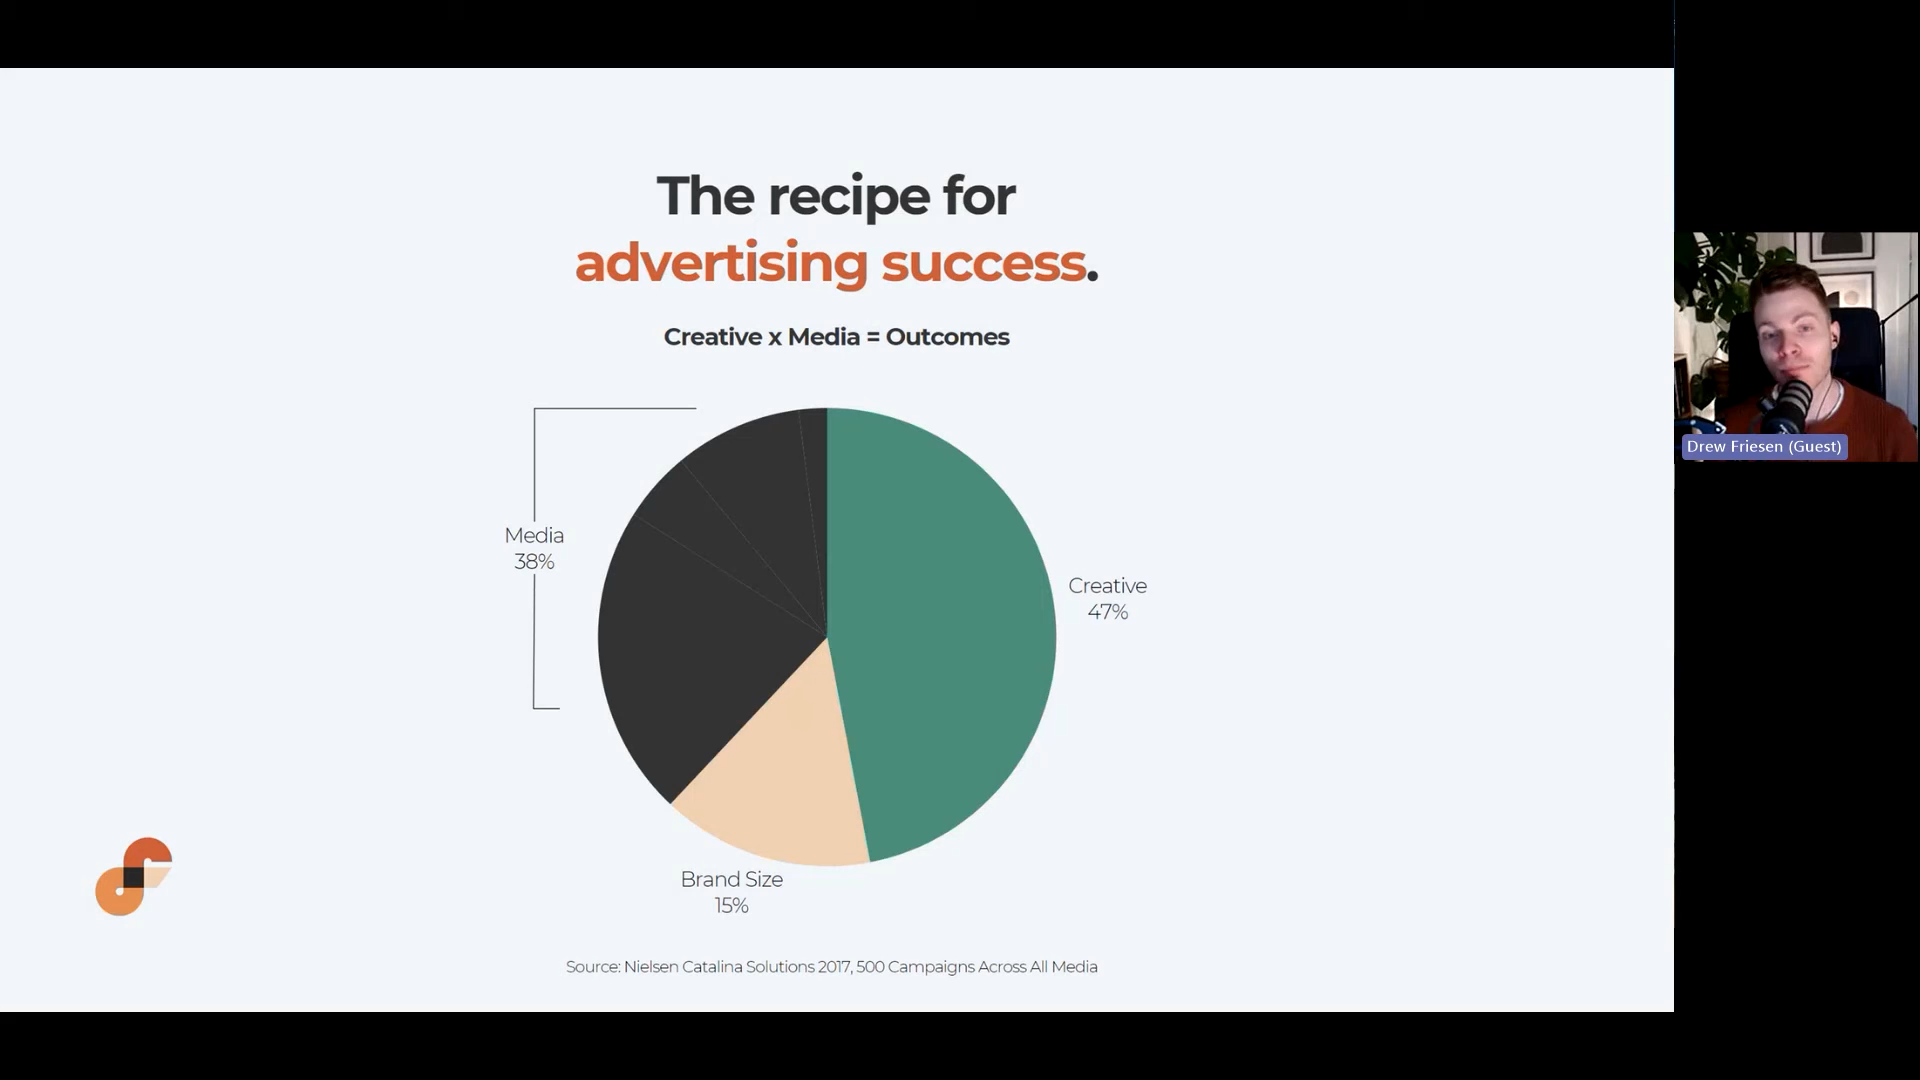 The recipe for
advertising success.
Creative x Media = Outcomes
Media
38%
Creative
47%
Brand Size
15%
Source: Nielsen Catalina Solutions 2017, 500 Campaigns Across All Media
Drew Friesen (Guest)